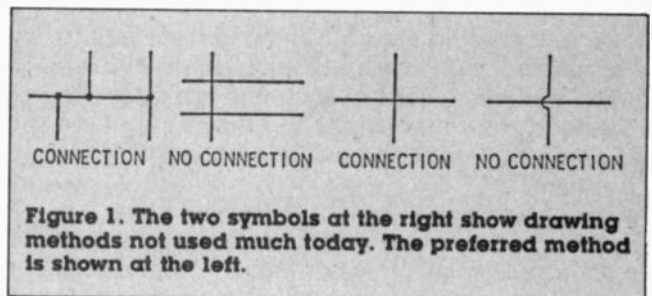 CONNECTION NO CONNECTION CONNECTION NO CONNECTION
Figure 1. The two symbols at the right show drawing
methods not used much today. The preferred method
is shown at the left.